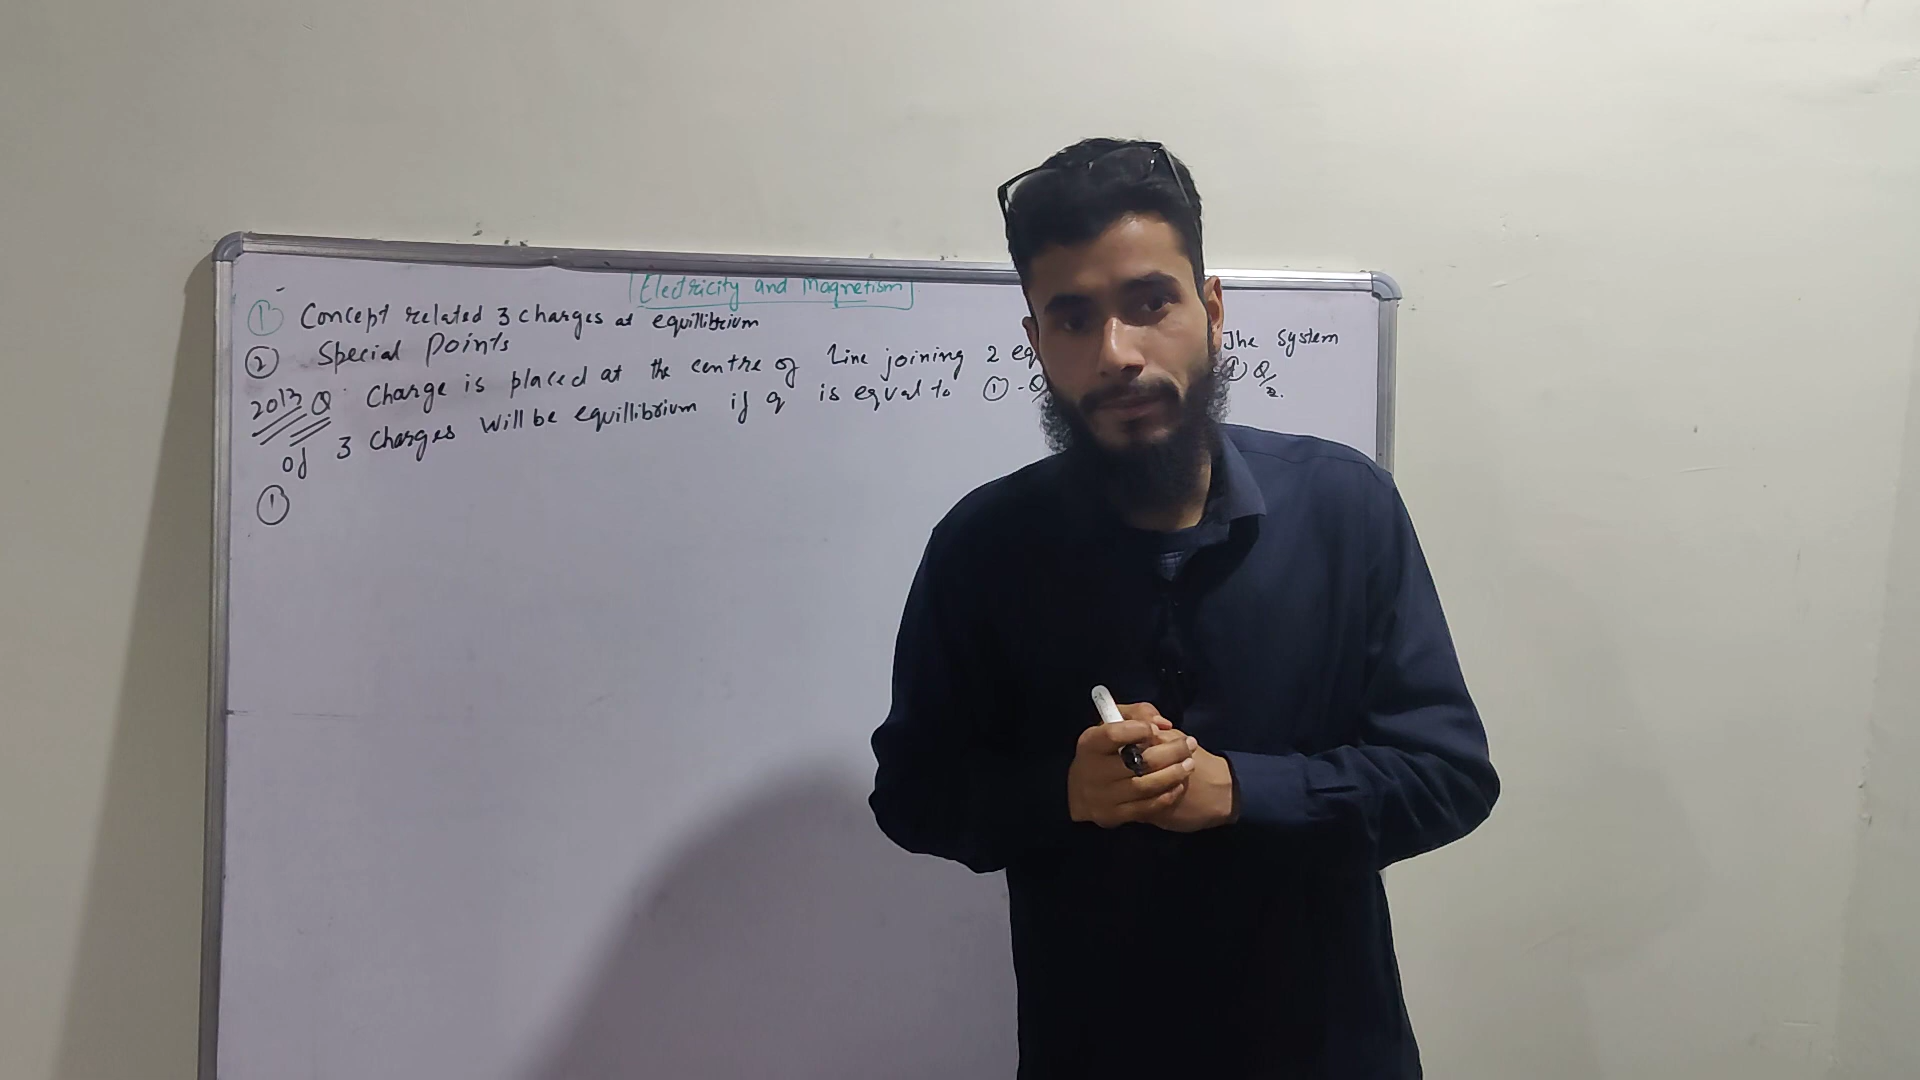 Electricity and Magnetism
① Concept related 3 charges at equillibrium
② Special Points
2013 Q Charge is placed at the centre of Line joining 2 The System
of 3 Charges will be equillibrium if q is equal to ① -Q Q/2.
①